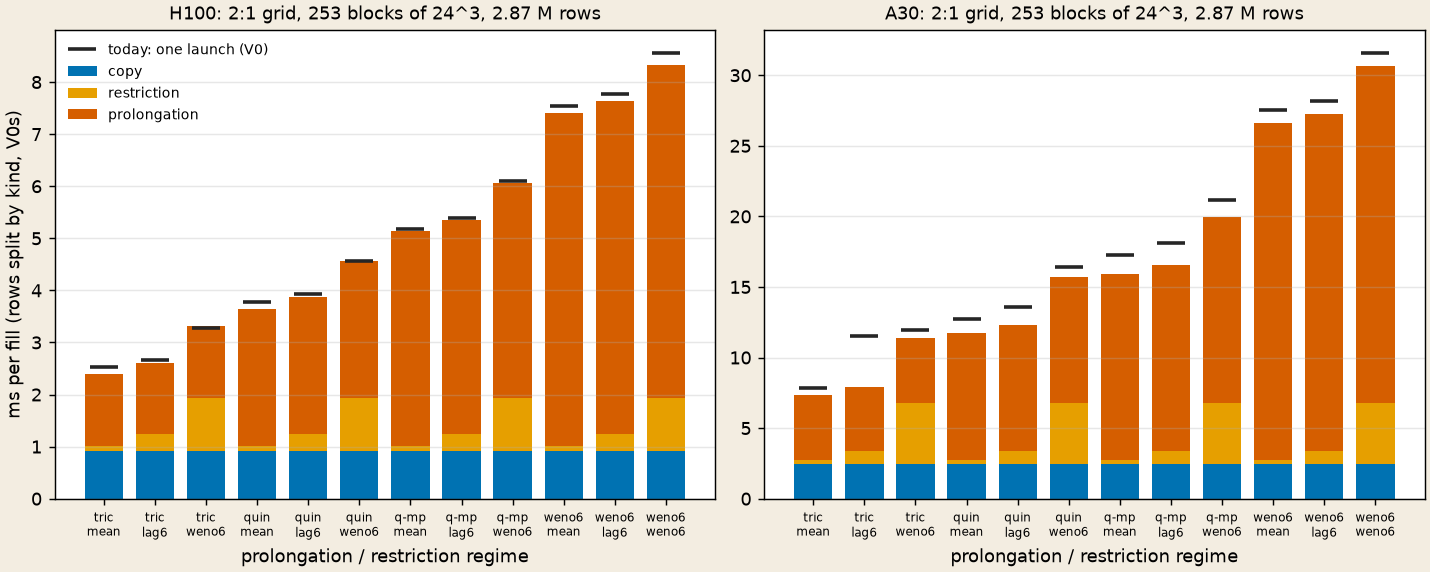 H100: 2:1 grid, 253 blocks of 24^3, 2.87 M rows
ms per fill (rows split by kind, V0s)
today: one launch (V0)
copy
restriction
prolongation
8
7
6
5
4
3
2
1
0
tric tric tric quin quin quin q-mp q-mp q-mp weno6 weno6 weno6
mean lag6 weno6 mean lag6 weno6 mean lag6 weno6 mean lag6 weno6
prolongation / restriction regime
A30: 2:1 grid, 253 blocks of 24^3, 2.87 M rows
30
25
20
15
10
5
0
tric tric tric quin quin quin q-mp q-mp q-mp weno6 weno6 weno6
mean lag6 weno6 mean lag6 weno6 mean lag6 weno6 mean lag6 weno6
prolongation / restriction regime